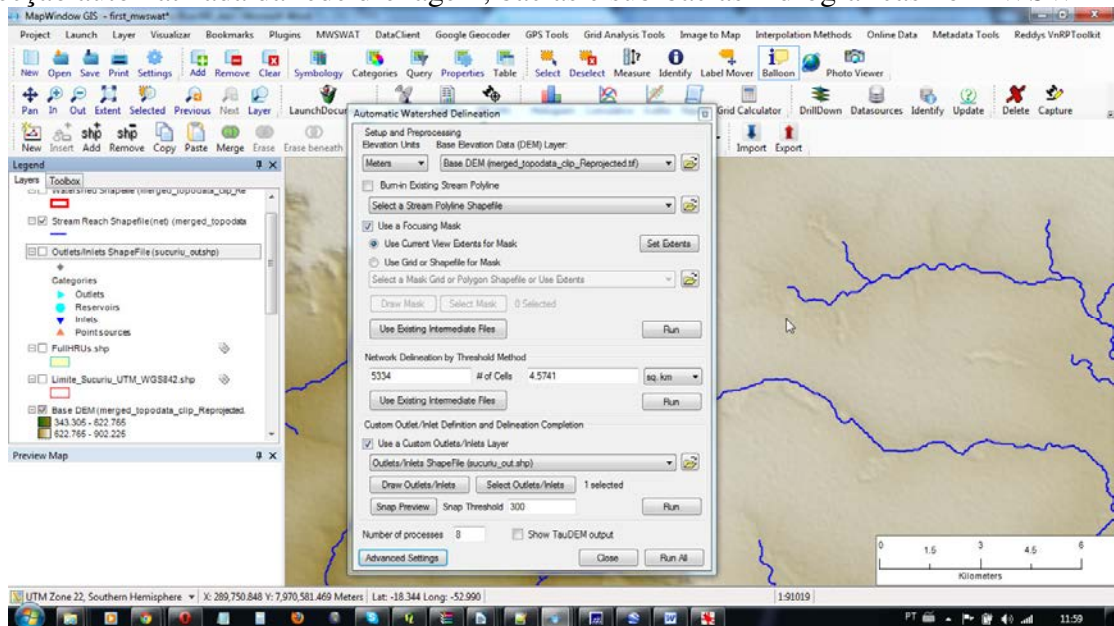 MapWindow GIS - first_mwswat*
Project Launch Layer Visualizar Bookmarks Plugins MWSWAT DataClient Google Geocoder GPS Tools Grid Analysis Tools Image to Map Interpolation Methods Online Data Metadata Tools Reddys VnRPToolkit
New Open Save Print Settings Add Remove Clear Symbology Categories Query Properties Table Select Deselect Measure Identify Label Mover Balloon Photo Viewer
Pan In Out Extent Selected Previous Next Layer LaunchDocur Grid Calculator DrillDown Datasources Identify Update Delete Capture
New Insert Add Remove Copy Paste Merge Erase Erase beneath Import Export
Legend
Layers Toolbox
Watershed Shapefile (merged_topodata_clip_Re
Stream Reach Shapefile(net) (merged_topodata
Outlets/Inlets ShapeFile (sucuriu_outshp)
Categories
Outlets
Reservoirs
Inlets
Point sources
FullHRUs.shp
Limite_Sucuriu_UTM_WGS842.shp
Base DEM (merged_topodata_clip_Reprojected.
343.305 - 622.765
622.765 - 902.226
Preview Map
Automatic Watershed Delineation
Setup and Preprocessing
Elevation Units Base Elevation Data (DEM) Layer:
Meters Base DEM (merged_topodata_clip_Reprojected.tif)
Burn-in Existing Stream Polyline
Select a Stream Polyline Shapefile
Use a Focusing Mask
Use Current View Extents for Mask Set Extents
Use Grid or Shapefile for Mask
Select a Mask Grid or Polygon Shapefile or Use Extents
Draw Mask Select Mask 0 Selected
Use Existing Intermediate Files Run
Network Delineation by Threshold Method
5334 # of Cells 4.5741 sq. km
Use Existing Intermediate Files Run
Custom Outlet/Inlet Definition and Delineation Completion
Use a Custom Outlets/Inlets Layer
Outlets/Inlets ShapeFile (sucuriu_out.shp)
Draw Outlets/Inlets Select Outlets/Inlets 1 selected
Snap Preview Snap Threshold 300 Run
Number of processes 8 Show TauDEM output
Advanced Settings Close Run All
0 1.5 3 4.5 6
Kilometers
UTM Zone 22, Southern Hemisphere X: 289,750.848 Y: 7,970,581.469 Meters Lat: -18.344 Long: -52.990 1:91019
PT 11:59